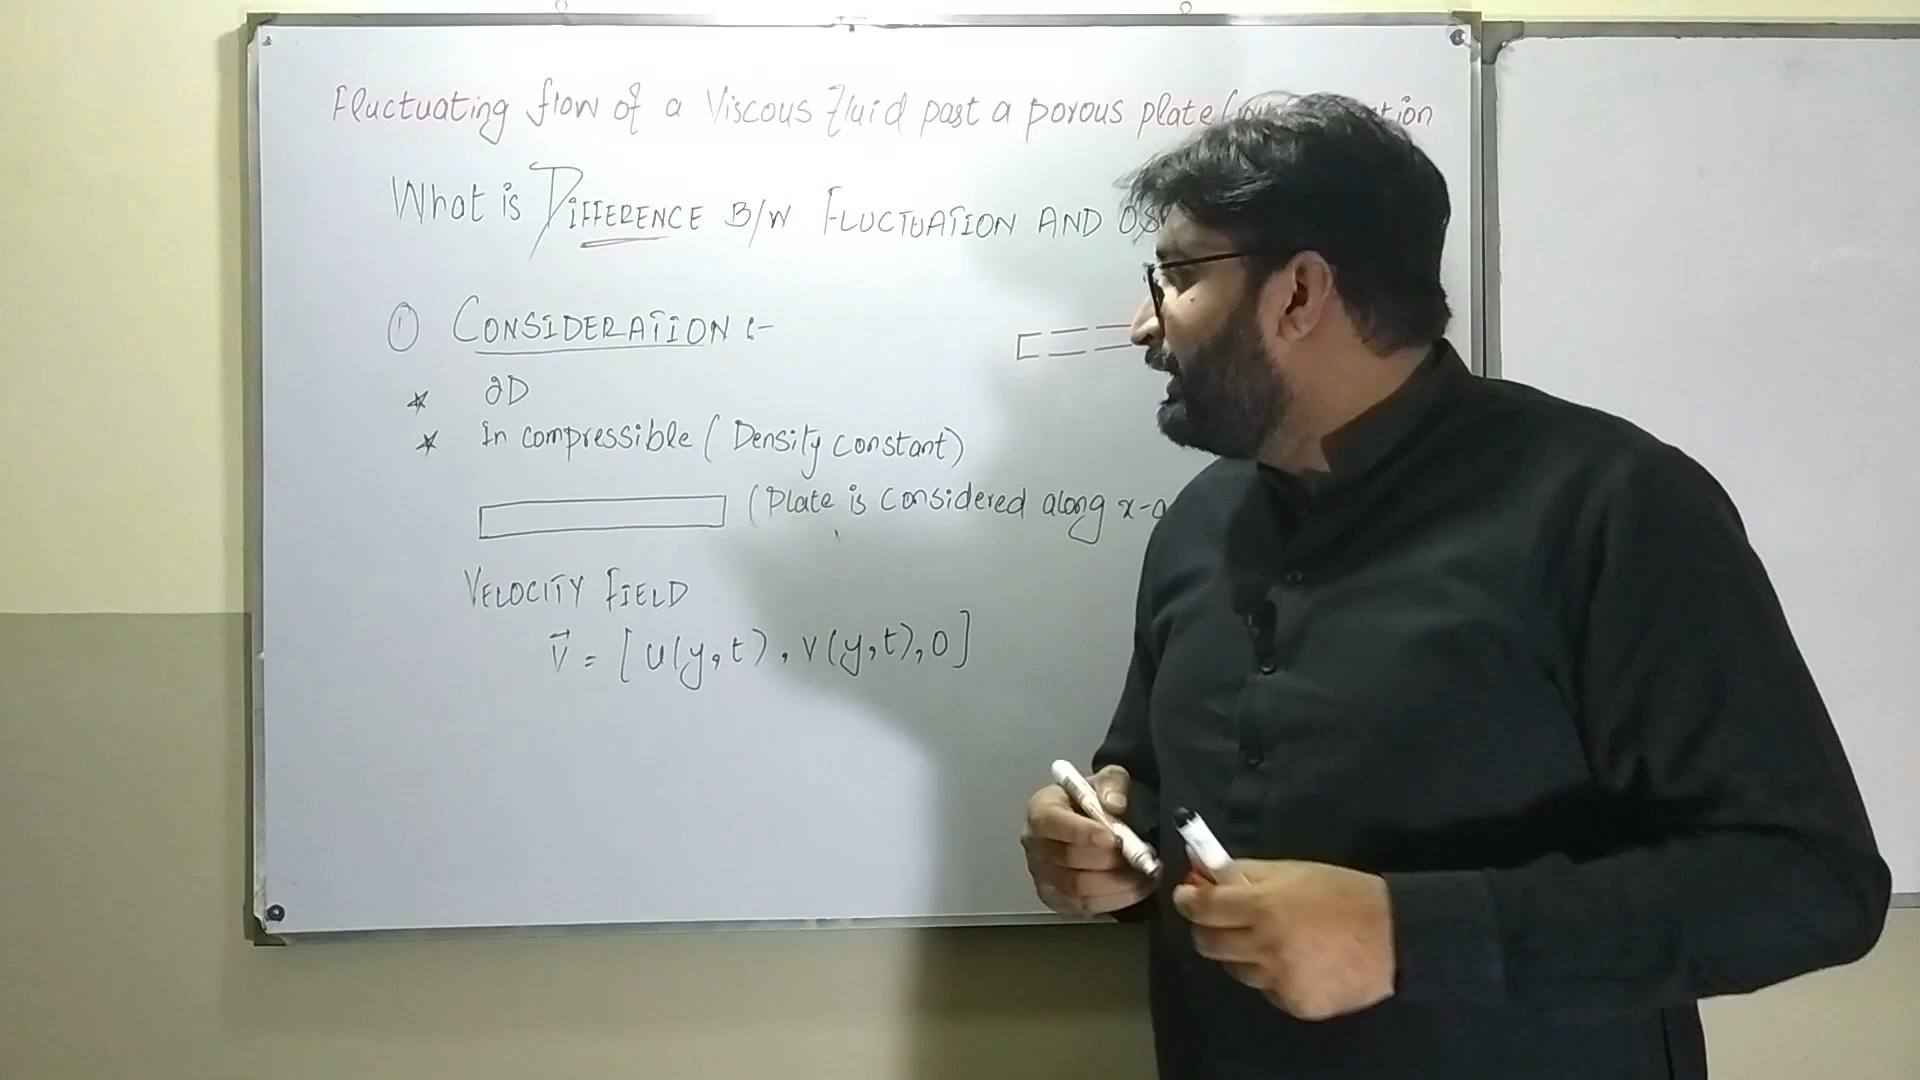 Fluctuating flow of a Viscous fluid past a porous plate
What is DIFFERENCE B/W FLUCTUATION AND
① CONSIDERATION :-
* 2D
* In compressible ( Density constant)
(Plate is considered along x-a
VELOCITY FIELD
V⃗ = [ u(y,t), v(y,t), 0 ]